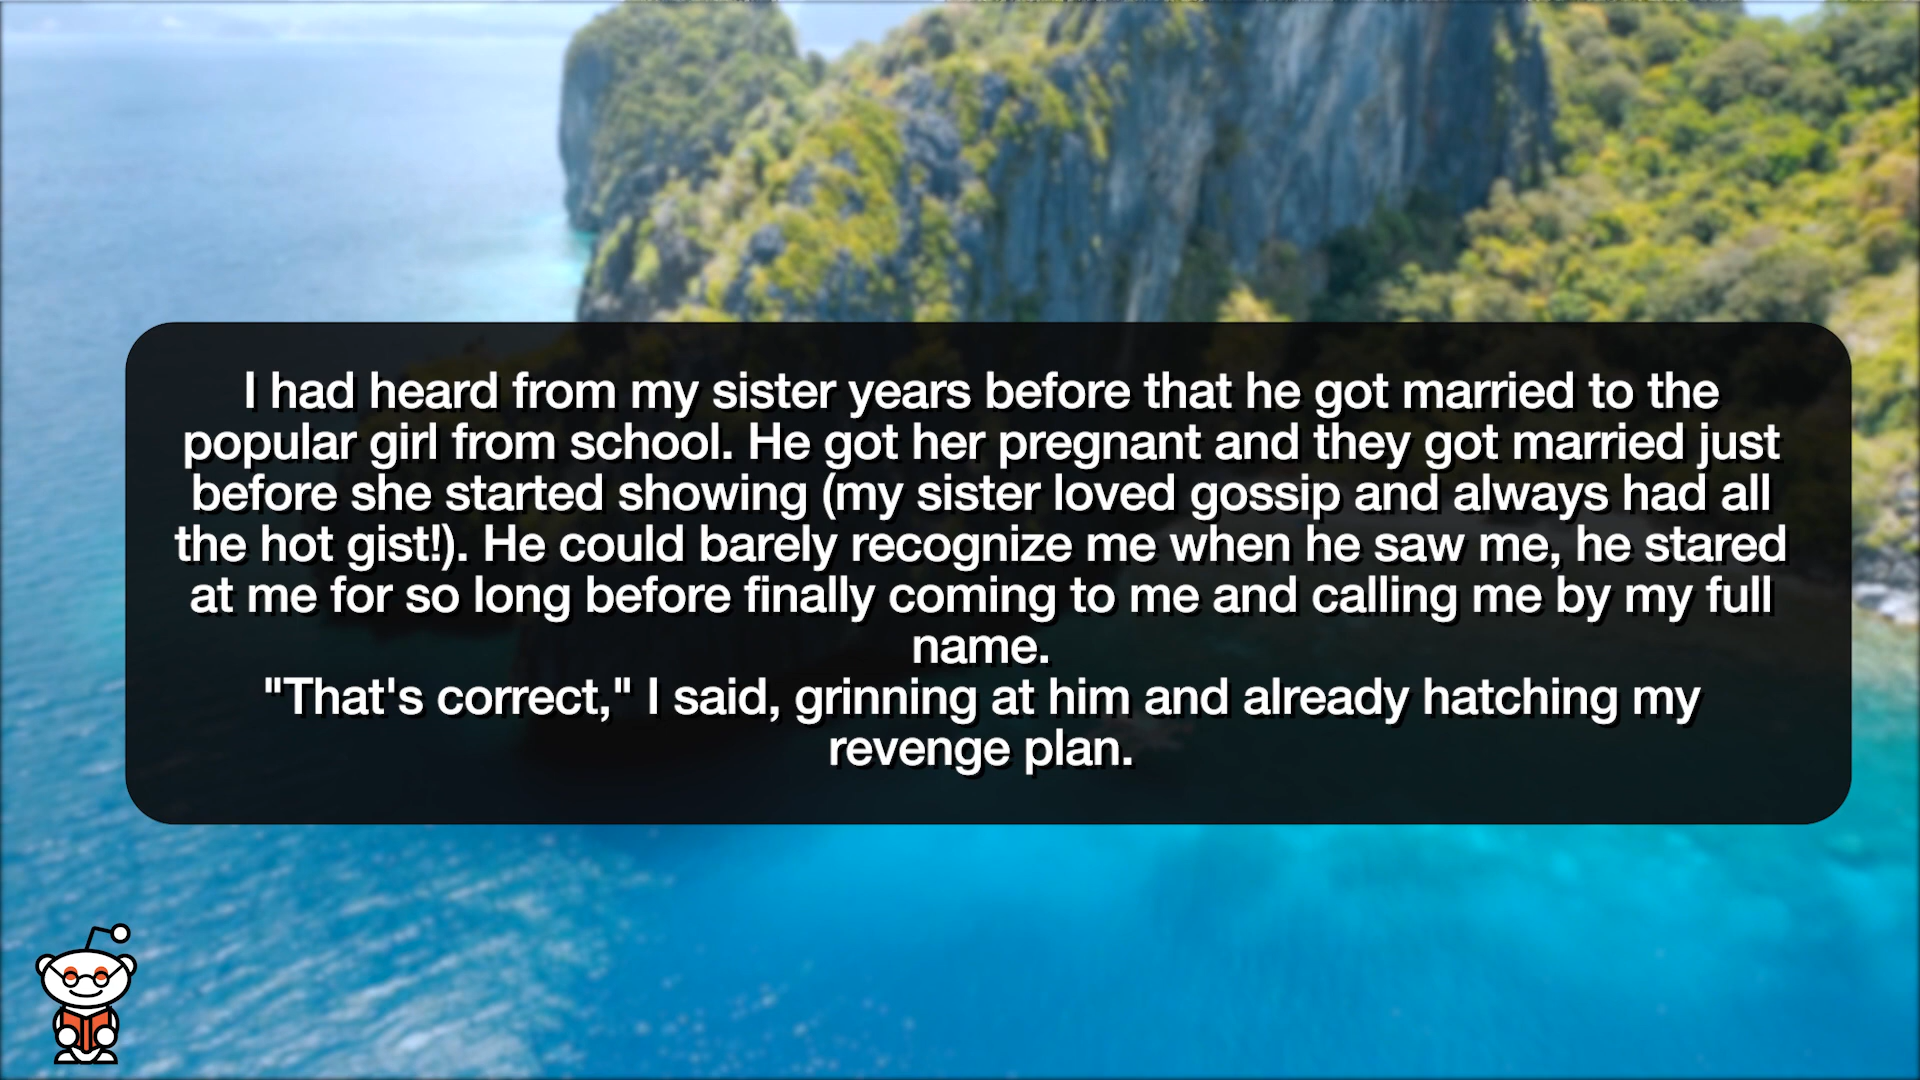 I had heard from my sister years before that he got married to the
popular girl from school. He got her pregnant and they got married just
before she started showing (my sister loved gossip and always had all
the hot gist!). He could barely recognize me when he saw me, he stared
at me for so long before finally coming to me and calling me by my full
name.
"That's correct," I said, grinning at him and already hatching my
revenge plan.